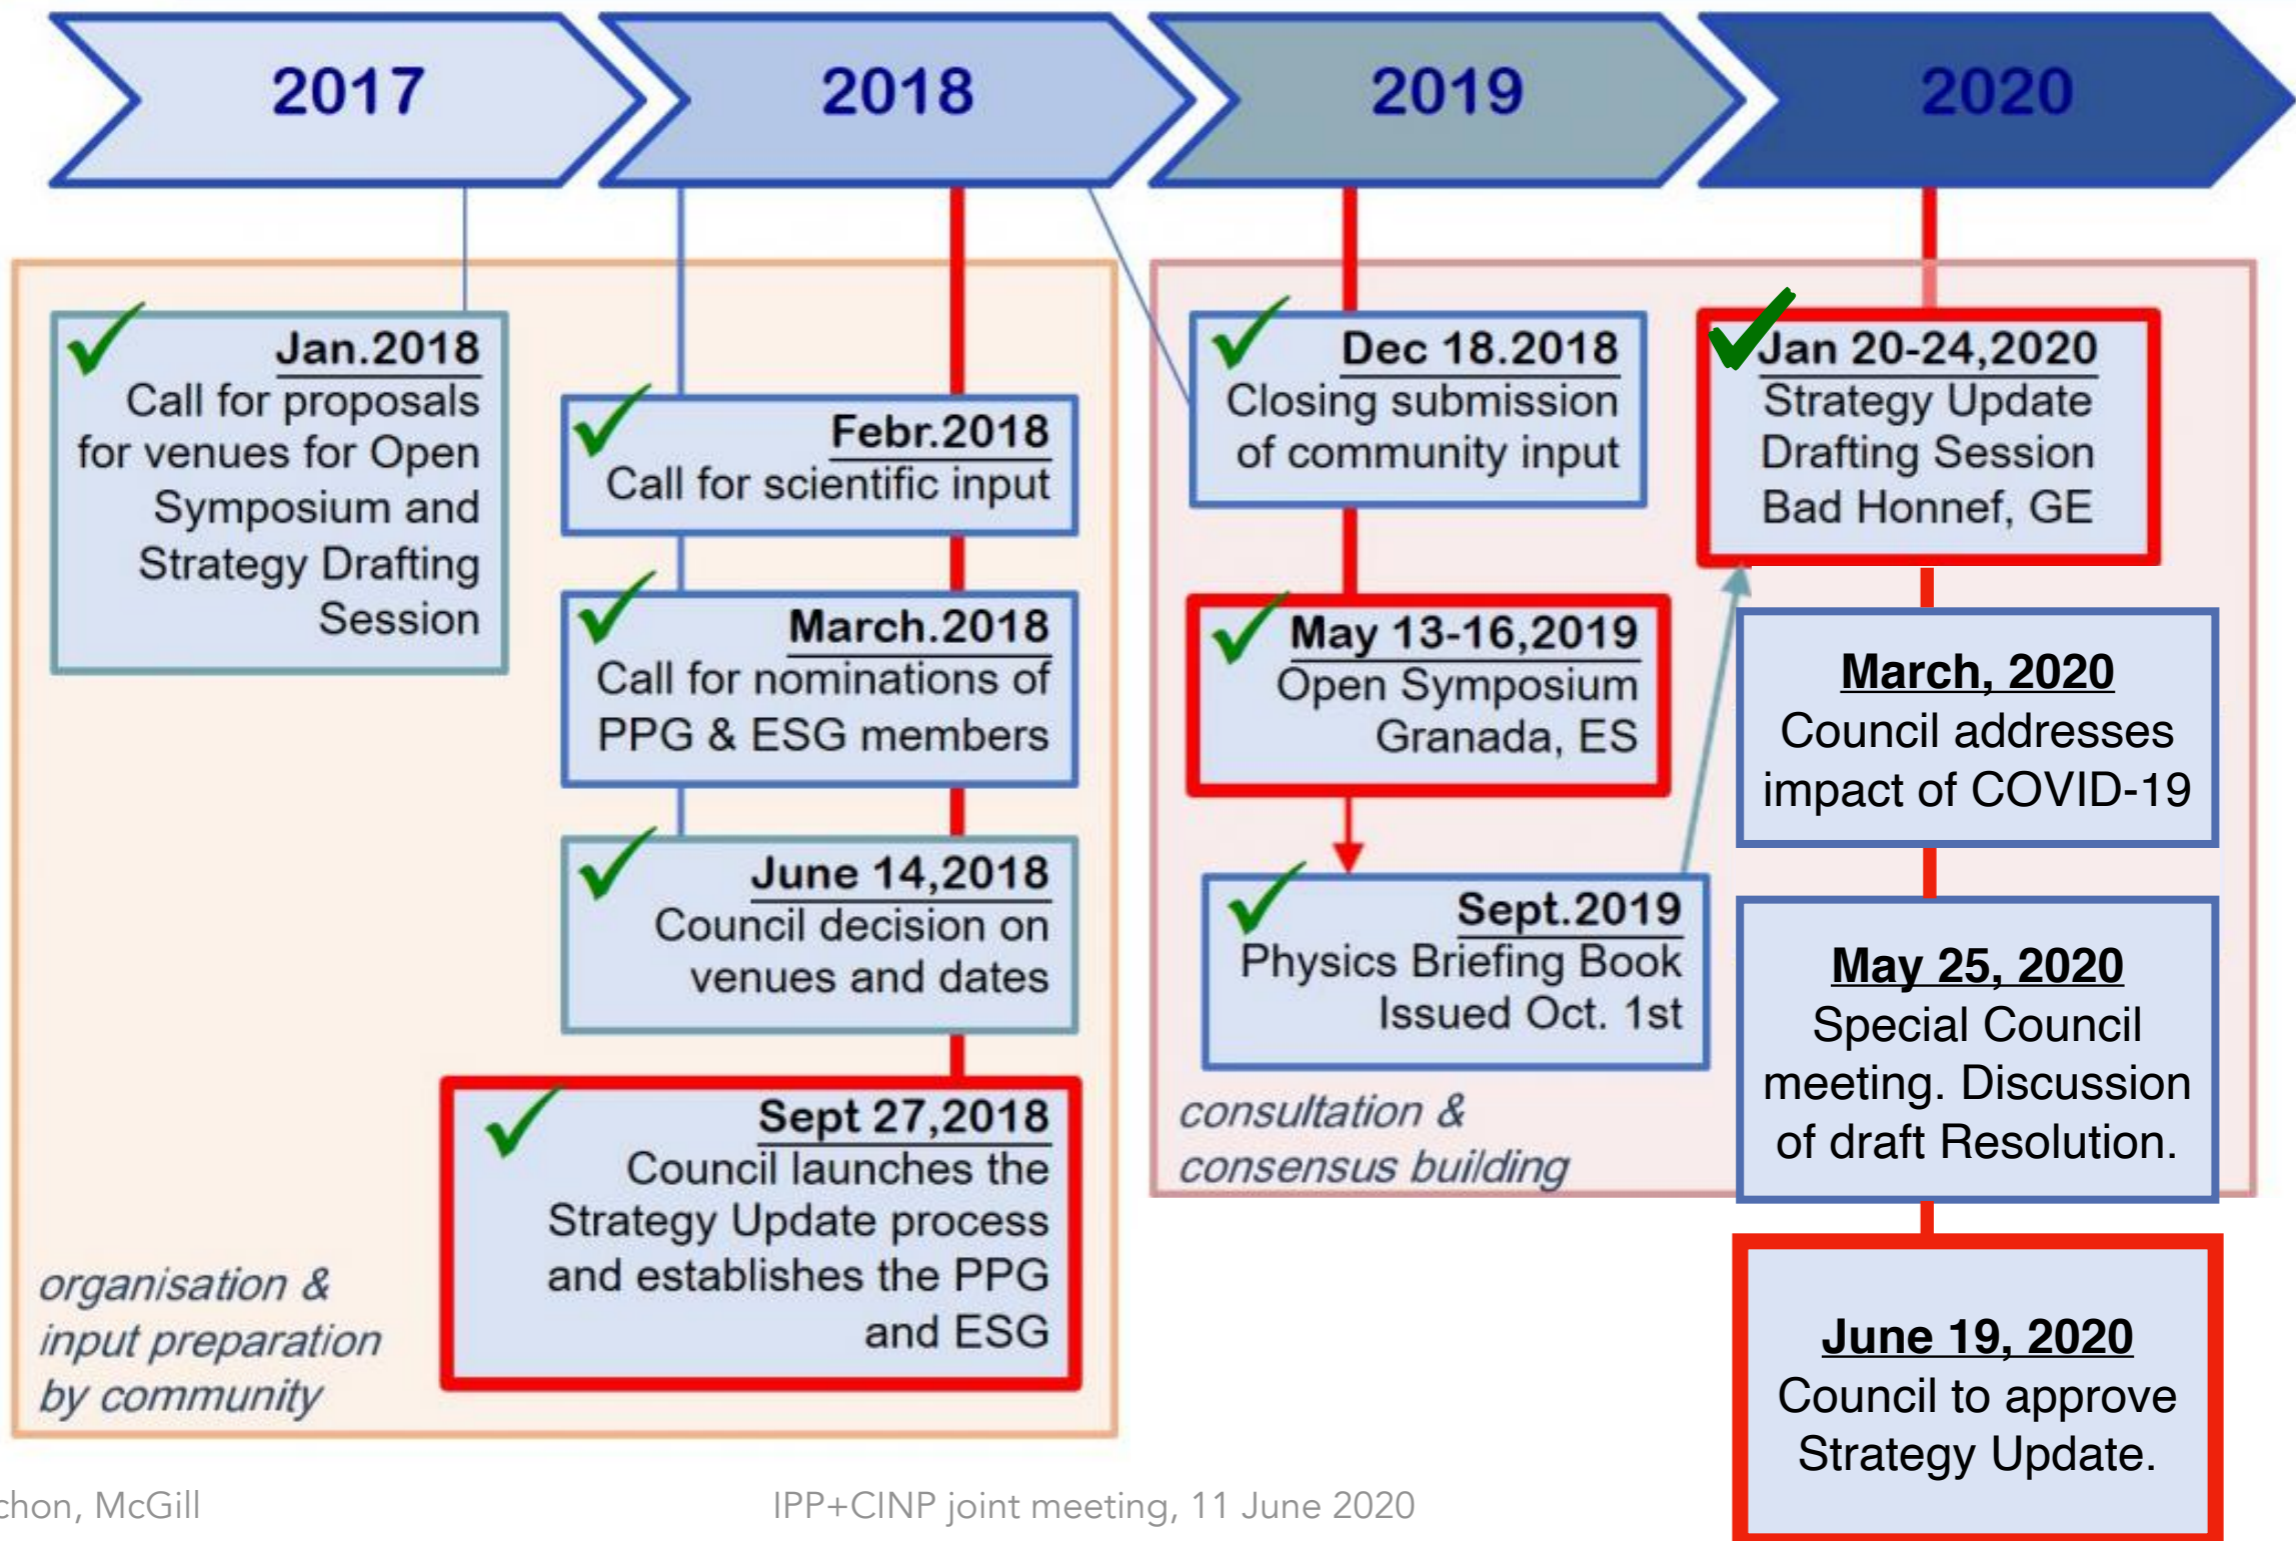 2017
2018
2019
2020
Jan.2018
Call for proposals
for venues for Open
Symposium and
Strategy Drafting
Session
Febr.2018
Call for scientific input
March.2018
Call for nominations of
PPG & ESG members
June 14,2018
Council decision on
venues and dates
Sept 27,2018
Council launches the
Strategy Update process
and establishes the PPG
and ESG
organisation &
input preparation
by community
Dec 18.2018
Closing submission
of community input
May 13-16,2019
Open Symposium
Granada, ES
Sept.2019
Physics Briefing Book
Issued Oct. 1st
consultation &
consensus building
Jan 20-24,2020
Strategy Update
Drafting Session
Bad Honnef, GE
March, 2020
Council addresses
impact of COVID-19
May 25, 2020
Special Council
meeting. Discussion
of draft Resolution.
June 19, 2020
Council to approve
Strategy Update.
chon, McGill
IPP+CINP joint meeting, 11 June 2020